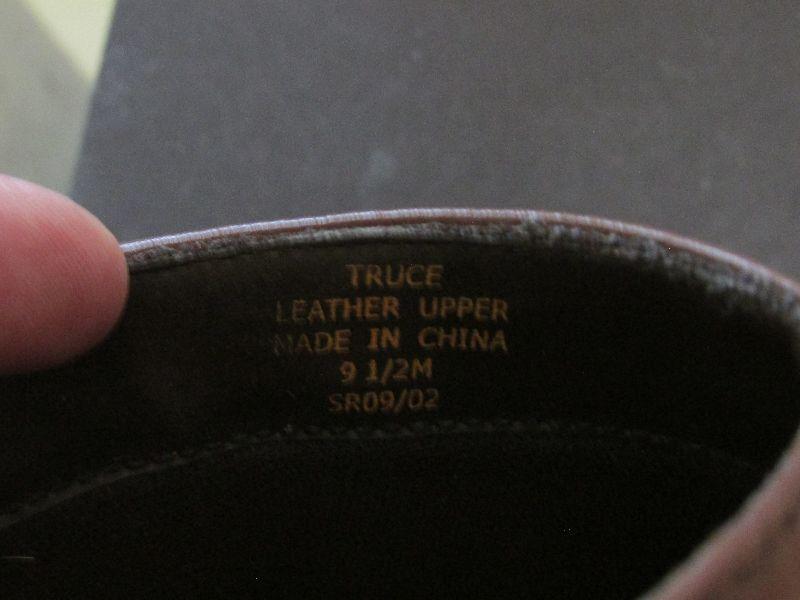 TRUCE
LEATHER UPPER
MADE IN CHINA
9 1/2M
SR09/02